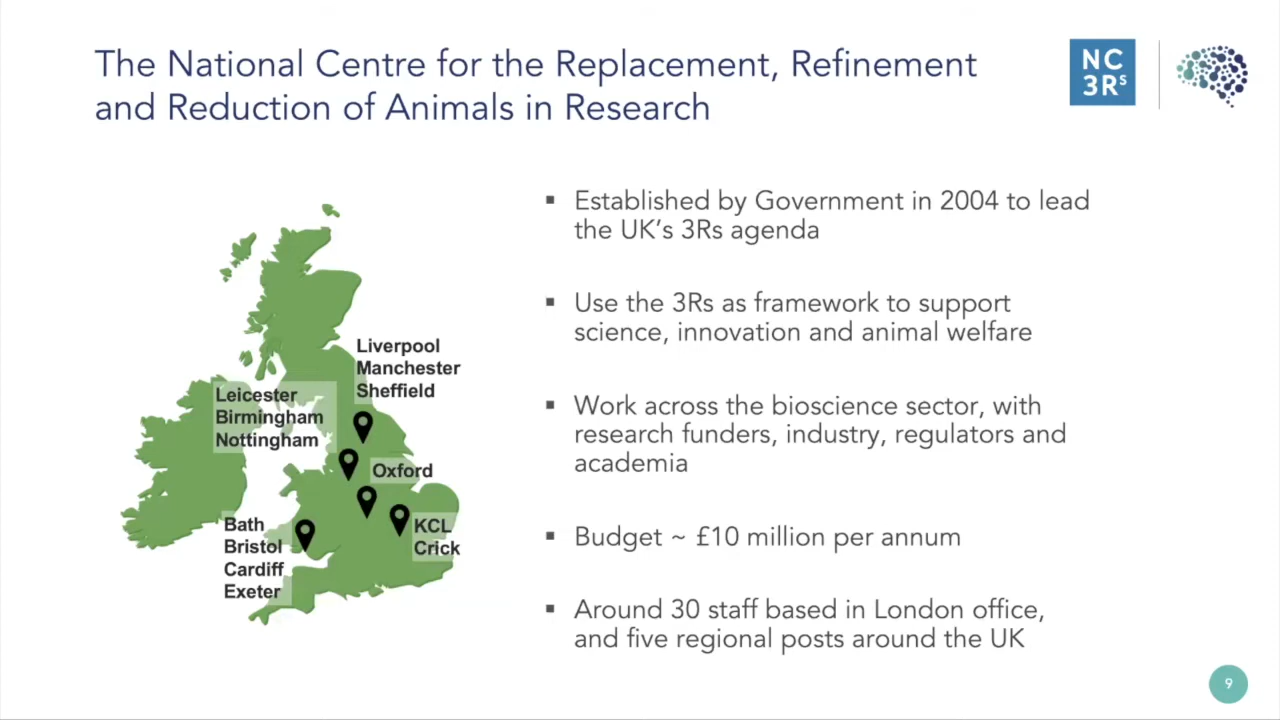 The National Centre for the Replacement, Refinement
and Reduction of Animals in Research
NC
3Rs
Liverpool
Manchester
Sheffield
Leicester
Birmingham
Nottingham
Oxford
Bath
Bristol
Cardiff
Exeter
KCL
Crick
▪ Established by Government in 2004 to lead
the UK’s 3Rs agenda
▪ Use the 3Rs as framework to support
science, innovation and animal welfare
▪ Work across the bioscience sector, with
research funders, industry, regulators and
academia
▪ Budget ~ £10 million per annum
▪ Around 30 staff based in London office,
and five regional posts around the UK
9